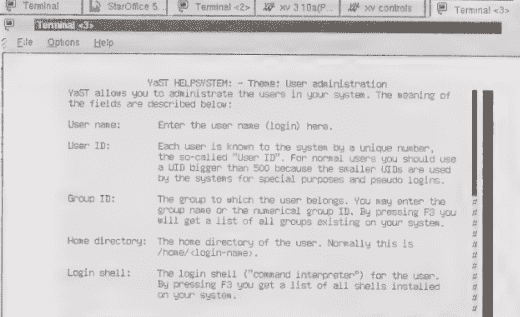 Terminal StarOffice 5. Terminal <2> xv 3.10a(P... xv controls Terminal <3>
Terminal <3>
File Options Help
YaST HELPSYSTEM: - Theme: User administration
YaST allows you to administrate the users in your system. The meaning of
the fields are described below:
User name: Enter the user name (login) here.
User ID: Each user is known to the system by a unique number,
the so-called "User ID". For normal users you should use
a UID bigger than 500 because the smaller UIDs are used
by the systems for special purposes and pseudo logins.
Group ID: The group to which the user belongs. You may enter the
group name or the numerical group ID. By pressing F3 you
will get a list of all groups existing on your system.
Home directory: The home directory of the user. Normally this is
/home/<login-name>.
Login shell: The login shell ("command interpreter") for the user.
By pressing F3 you get a list of all shells installed
on your system.